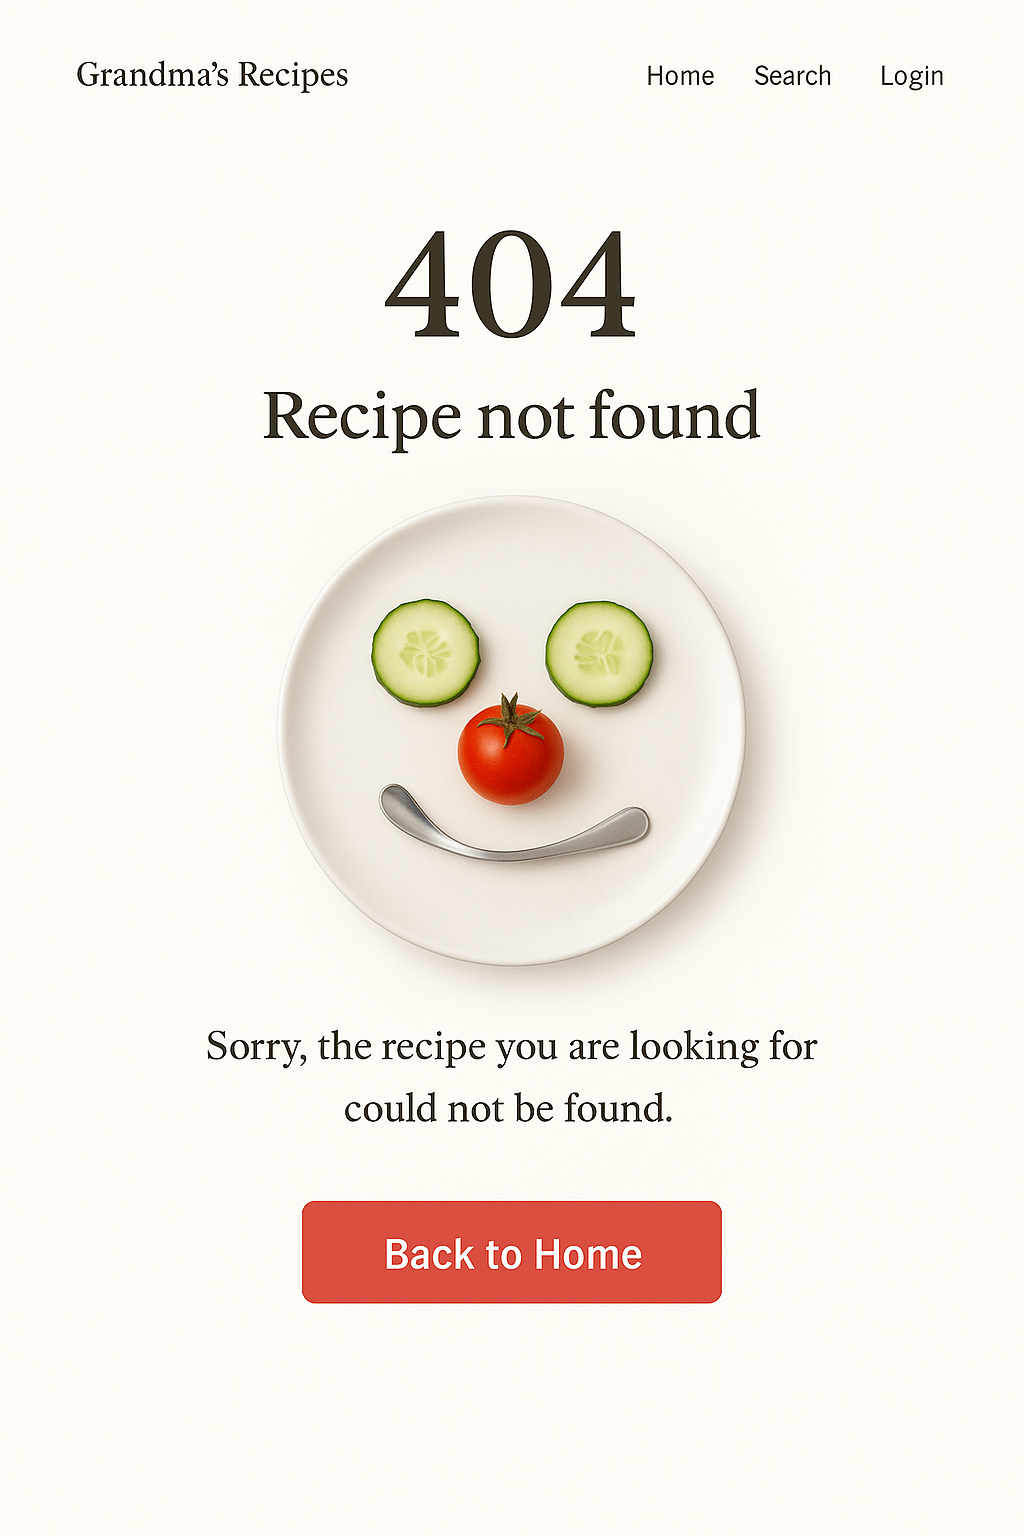 Grandma’s Recipes
Home Search Login
404
Recipe not found
Sorry, the recipe you are looking for
could not be found.
Back to Home